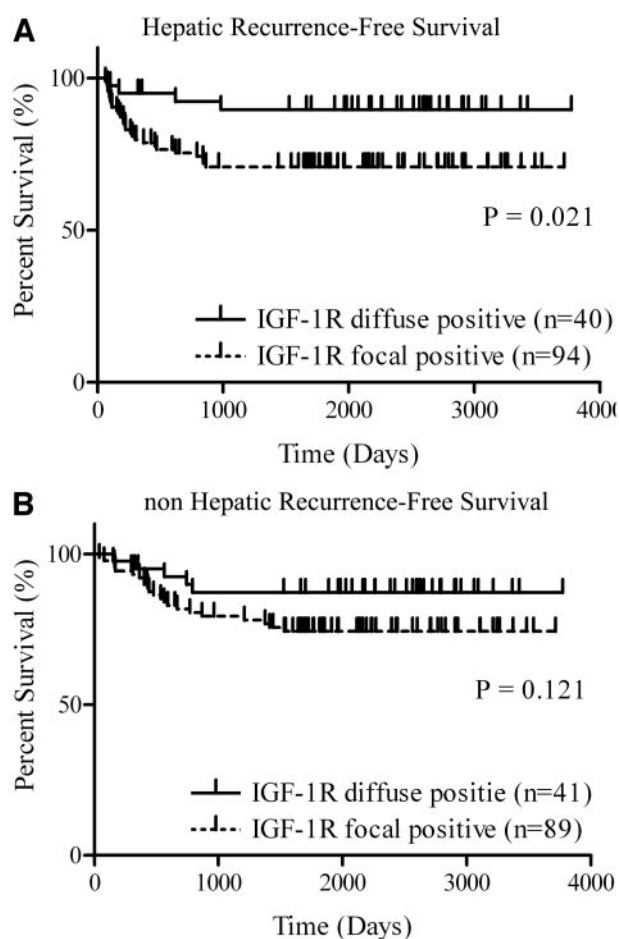 A
Hepatic Recurrence-Free Survival
Percent Survival (%)
100
50
0
P = 0.021
IGF-1R diffuse positive (n=40)
IGF-1R focal positive (n=94)
0 1000 2000 3000 4000
Time (Days)
B
non Hepatic Recurrence-Free Survival
Percent Survival (%)
100
50
0
P = 0.121
IGF-1R diffuse positie (n=41)
IGF-1R focal positive (n=89)
0 1000 2000 3000 4000
Time (Days)